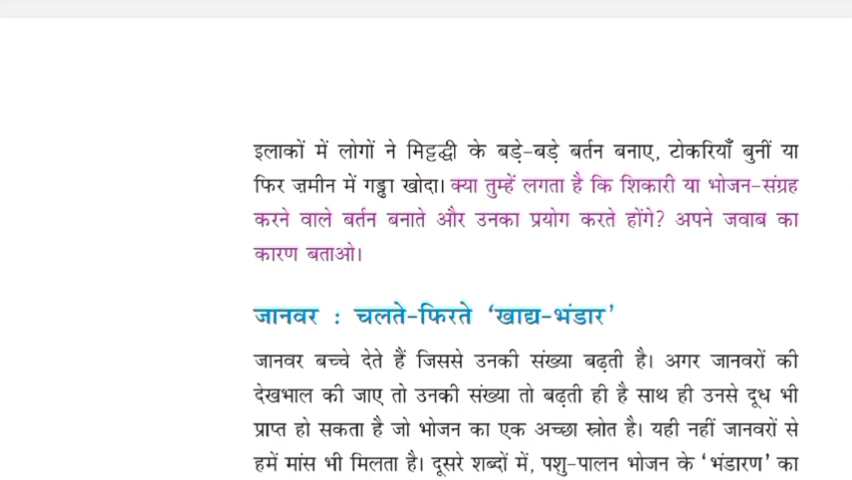 इलाकों में लोगों ने मिट्टी के बड़े-बड़े बर्तन बनाए, टोकरियाँ बुनीं या
फिर ज़मीन में गड्ढा खोदा। क्या तुम्हें लगता है कि शिकारी या भोजन-संग्रह
करने वाले बर्तन बनाते और उनका प्रयोग करते होंगे? अपने जवाब का
कारण बताओ।
जानवर : चलते-फिरते ‘खाद्य-भंडार’
जानवर बच्चे देते हैं जिससे उनकी संख्या बढ़ती है। अगर जानवरों की
देखभाल की जाए तो उनकी संख्या तो बढ़ती ही है साथ ही उनसे दूध भी
प्राप्त हो सकता है जो भोजन का एक अच्छा स्रोत है। यही नहीं जानवरों से
हमें मांस भी मिलता है। दूसरे शब्दों में, पशु-पालन भोजन के ‘भंडारण’ का